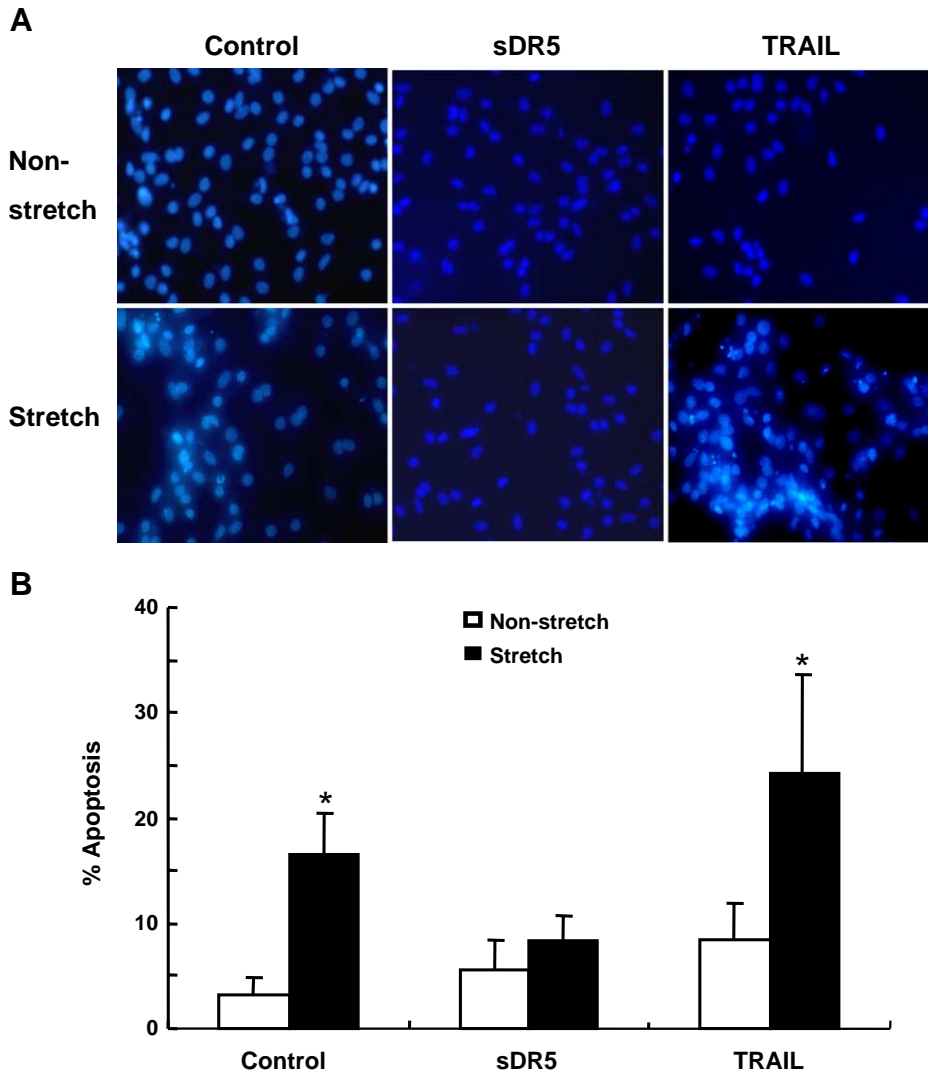 A
Control sDR5 TRAIL
Non-
stretch
Stretch
B
40
30
20
10
0
% Apoptosis
Non-stretch
Stretch
*
*
Control sDR5 TRAIL